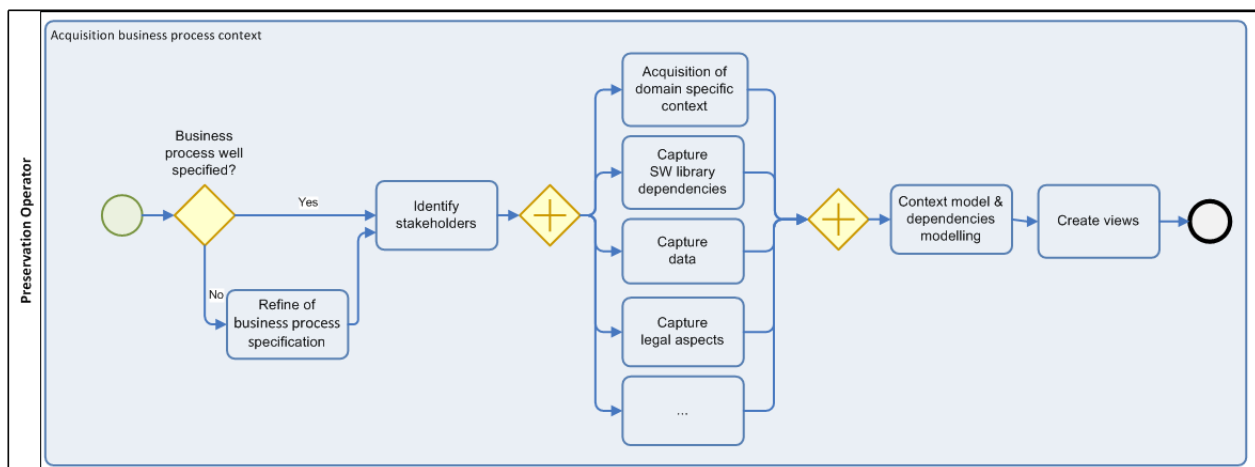 Preservation Operator
Acquisition business process context
Business
process well
specified?
Yes
No
Refine of
business process
specification
Identify
stakeholders
Acquisition of
domain specific
context
Capture
SW library
dependencies
Capture
data
Capture
legal aspects
...
Context model &
dependencies
modelling
Create views